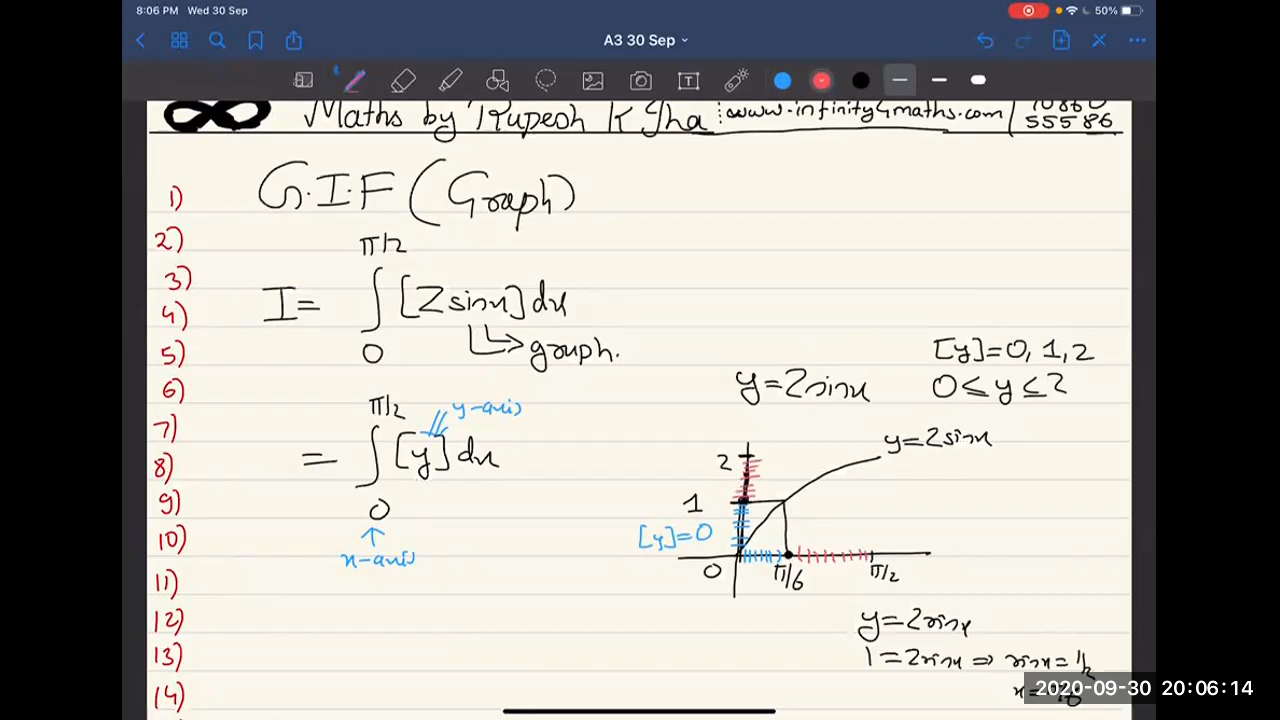 8:06 PM Wed 30 Sep
50%
A3 30 Sep
T
Maths by Rupesh K Jha
www.infinity4maths.com
10860
55586
1)
G.I.F (Graph)
2)
3)
I = ∫₀^{π/2} [2sinx] dx
4)
5)
graph.
[y]=0, 1, 2
6)
y=2sinx
0≤y≤2
7)
y-axis
= ∫₀^{π/2} [y] dx
y=2sinx
8)
2
9)
1
10)
[y]=0
x-axis
0
π/6
π/2
11)
12)
y=2sinx
13)
1=2sinx ⇒ sinx=1/2
14)
2020-09-30 20:06:14